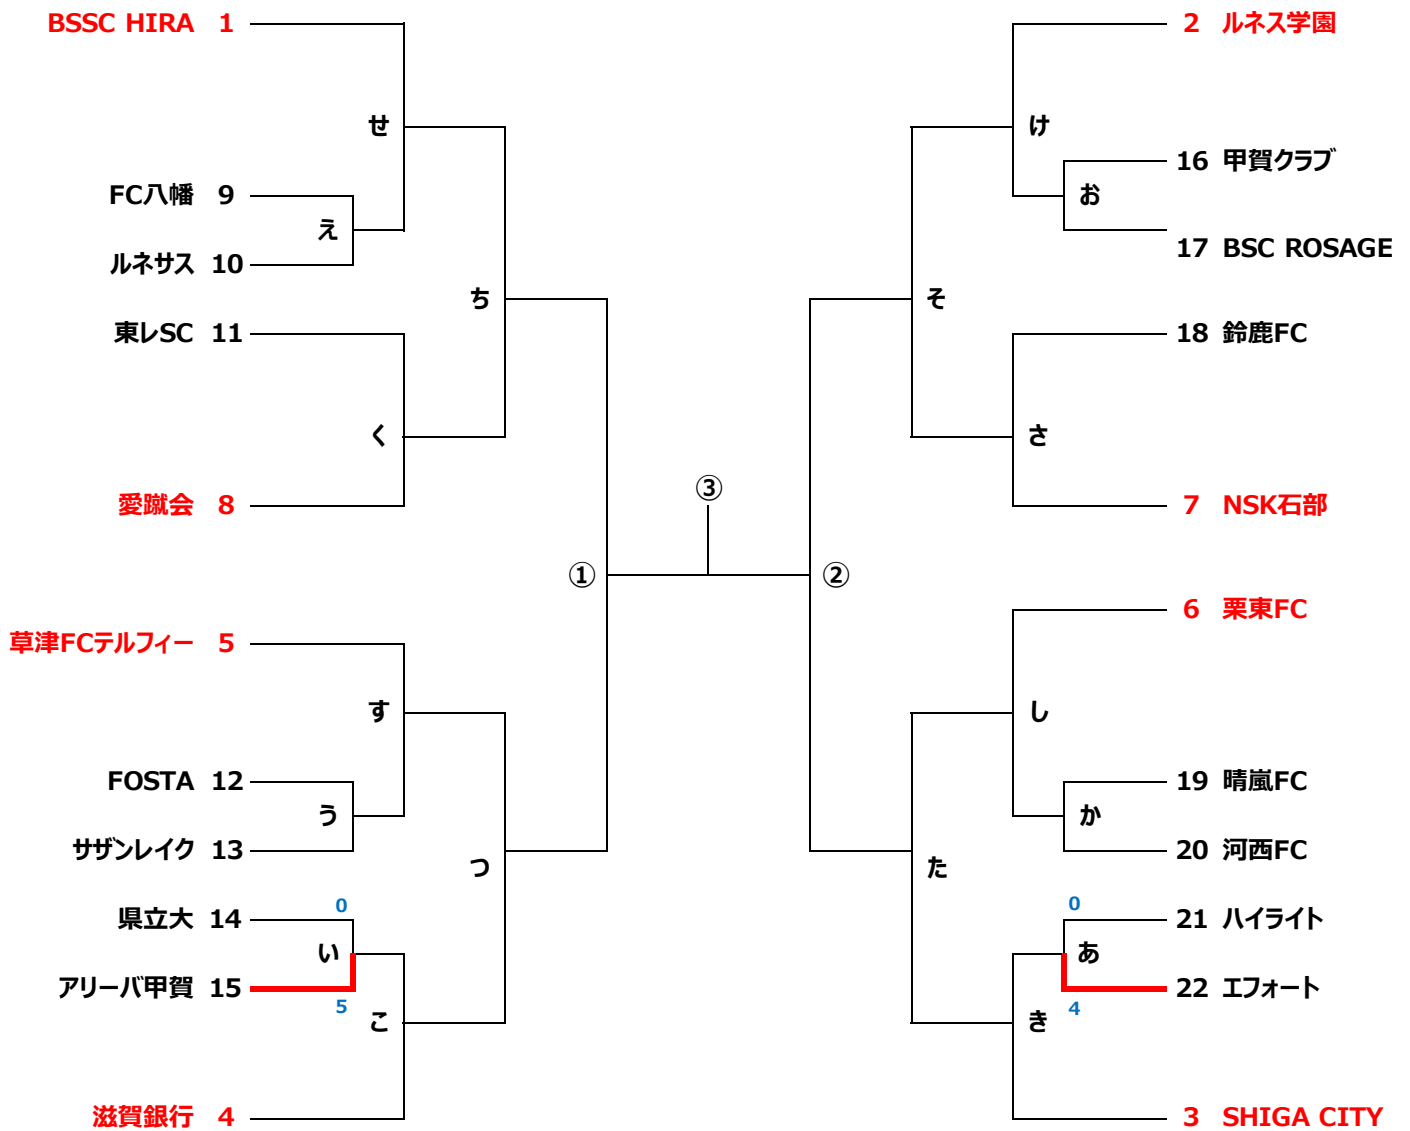 BSSC HIRA 1
せ
FC八幡 9
え
ルネサス 10
ち
東レSC 11
く
愛蹴会 8
①
草津FCテルフィー 5
す
FOSTA 12
う
サザンレイク 13
つ
県立大 14
0
い
アリーバ甲賀 15
5
こ
滋賀銀行 4
③
2 ルネス学園
け
16 甲賀クラブ
お
17 BSC ROSAGE
そ
18 鈴鹿FC
さ
7 NSK石部
②
6 栗東FC
し
19 晴嵐FC
か
20 河西FC
た
0
21 ハイライト
あ
22 エフォート
4
き
3 SHIGA CITY